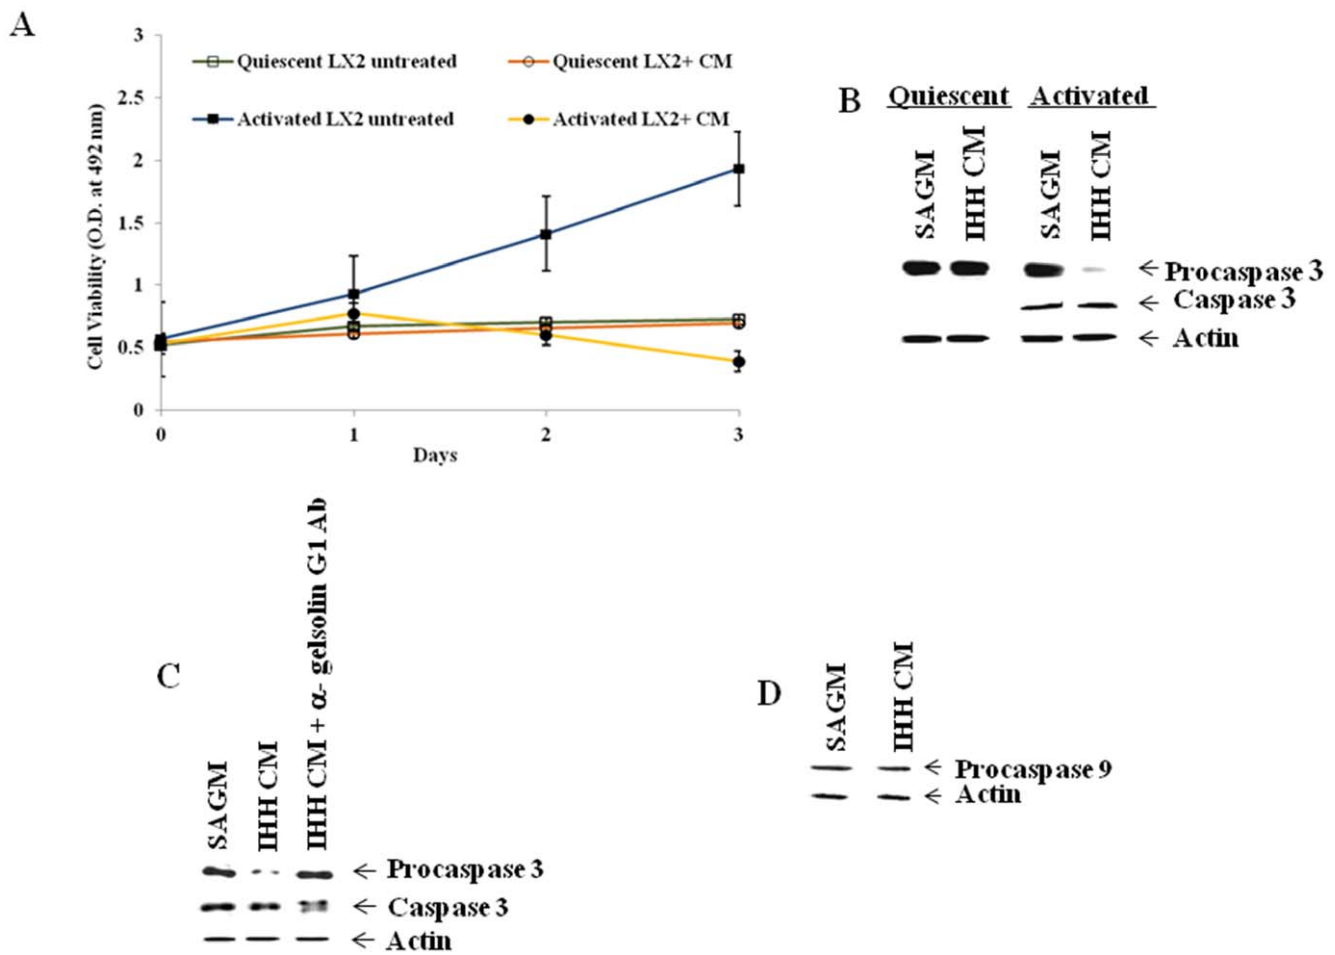 A
3
2.5
2
1.5
1
0.5
0
Cell Viability (O.D. at 492 nm)
Quiescent LX2 untreated
Quiescent LX2+ CM
Activated LX2 untreated
Activated LX2+ CM
0 1 2 3
Days
B
Quiescent Activated
SAGM
IHH CM
SAGM
IHH CM
← Procaspase 3
← Caspase 3
← Actin
C
SAGM
IHH CM
IHH CM + α- gelsolin G1 Ab
← Procaspase 3
← Caspase 3
← Actin
D
SAGM
IHH CM
← Procaspase 9
← Actin